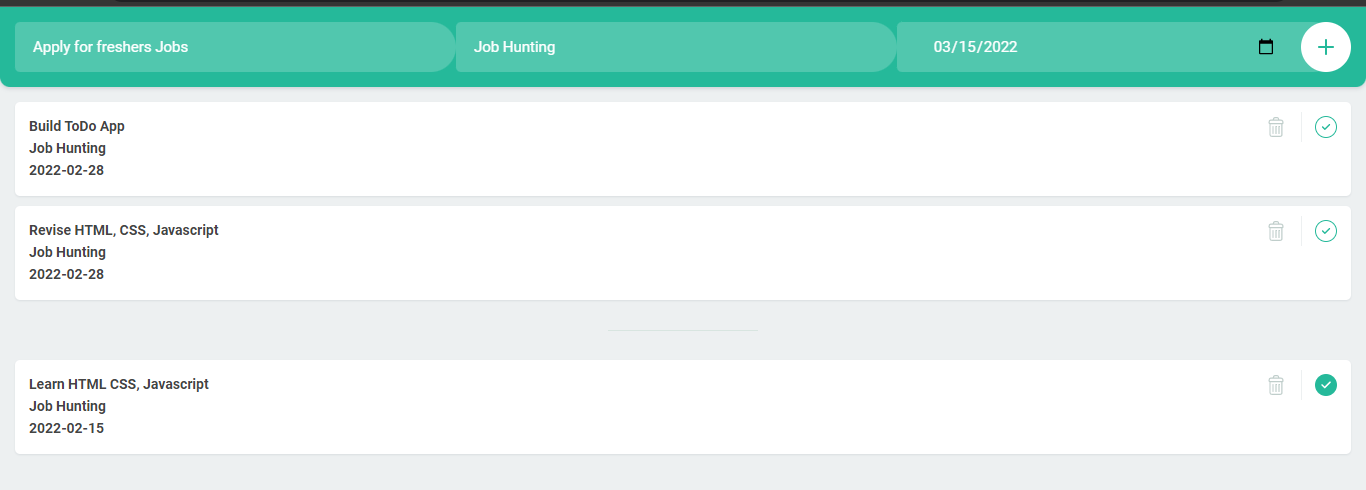 Apply for freshers Jobs
Job Hunting
03/15/2022
Build ToDo App
Job Hunting
2022-02-28
Revise HTML, CSS, Javascript
Job Hunting
2022-02-28
Learn HTML CSS, Javascript
Job Hunting
2022-02-15